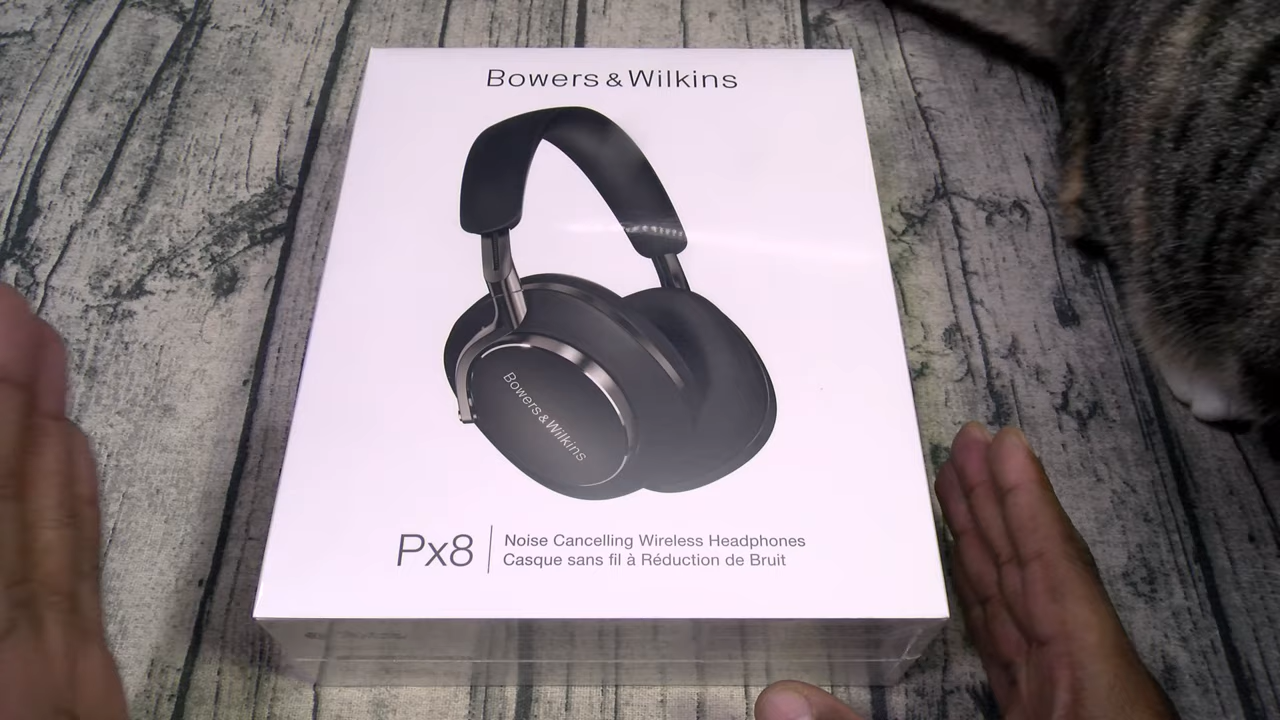 Bowers & Wilkins
Bowers & Wilkins
Px8
Noise Cancelling Wireless Headphones
Casque sans fil à Réduction de Bruit